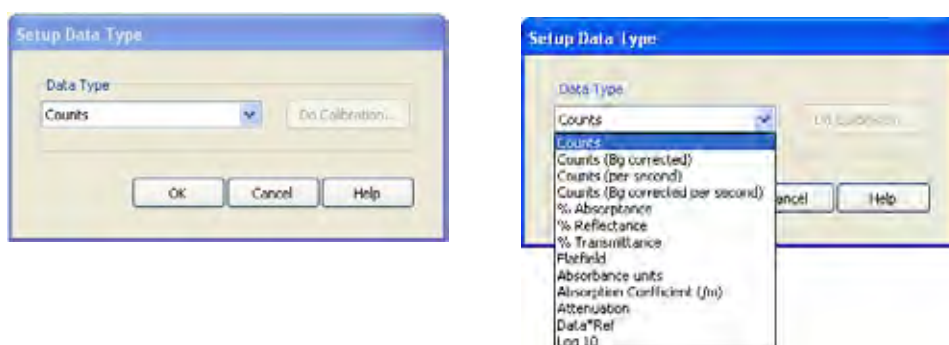 Setup Data Type
Data Type
Counts
Do Calibration...
OK
Cancel
Help
Setup Data Type
Data Type
Counts
Do Calibration...
Counts
Counts (Bg corrected)
Counts (per second)
Counts (Bg corrected per second)
% Absorptance
% Reflectance
% Transmittance
Flatfield
Absorbance units
Absorption Coefficient (/m)
Attenuation
Data*Ref
Log 10
ancel
Help